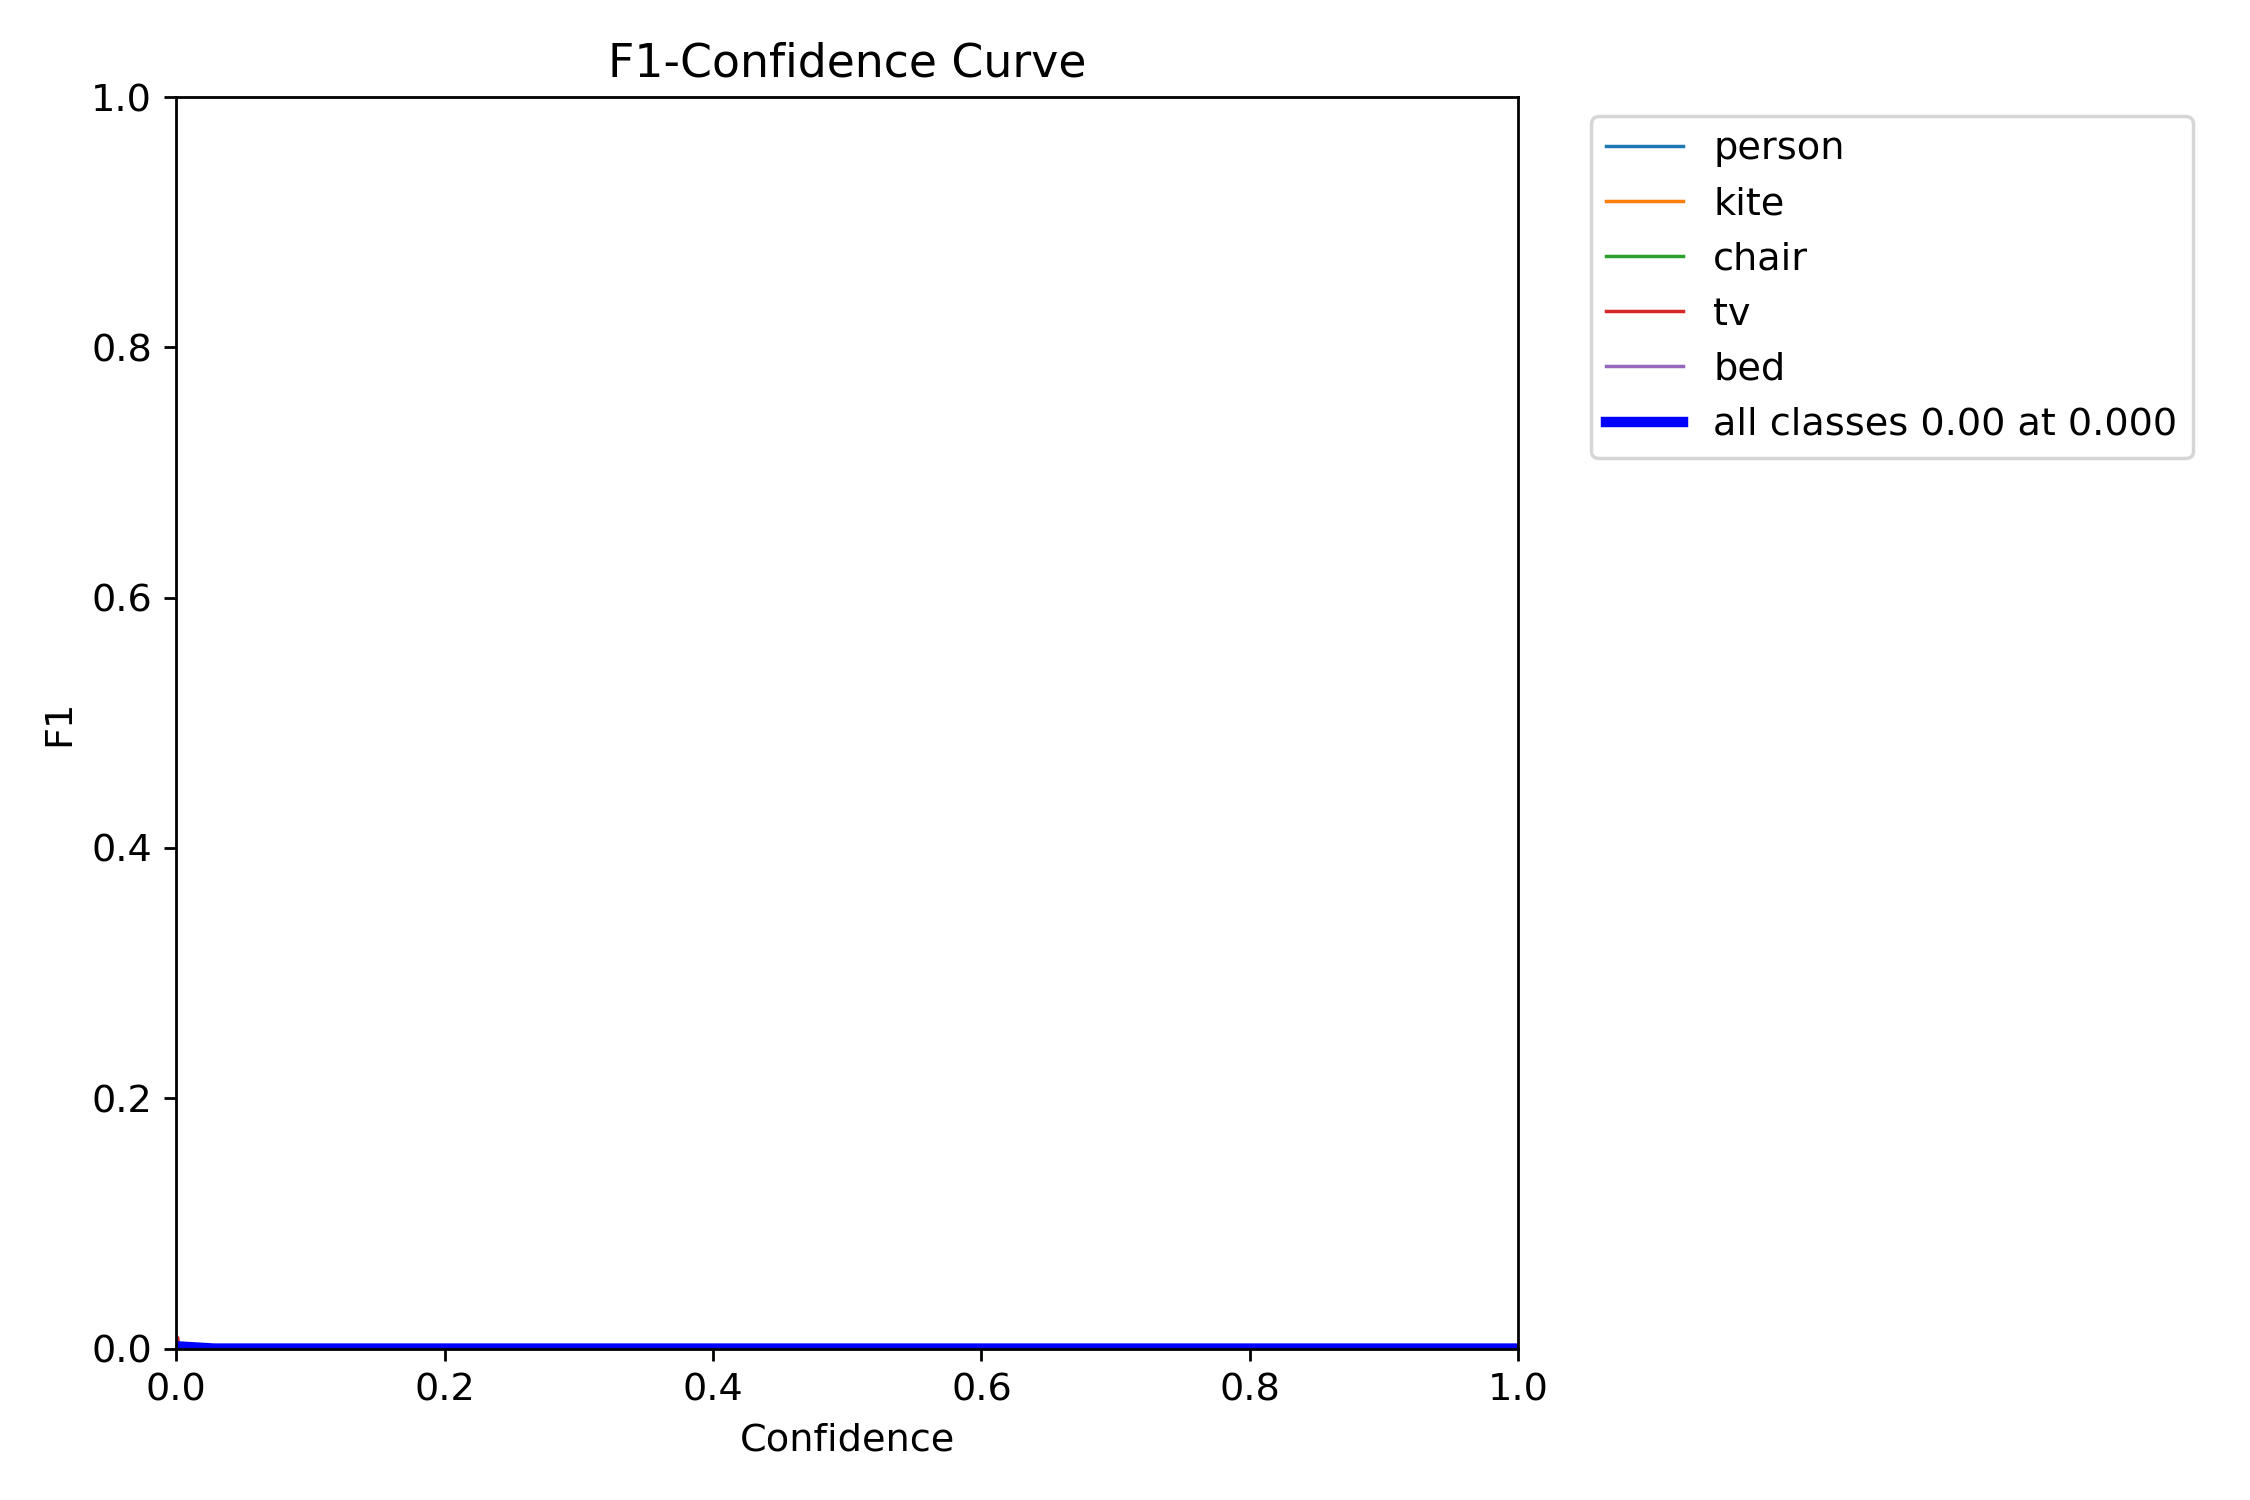 F1-Confidence Curve
1.0
0.8
0.6
0.4
0.2
0.0
F1
0.0 0.2 0.4 0.6 0.8 1.0
Confidence
person
kite
chair
tv
bed
all classes 0.00 at 0.000